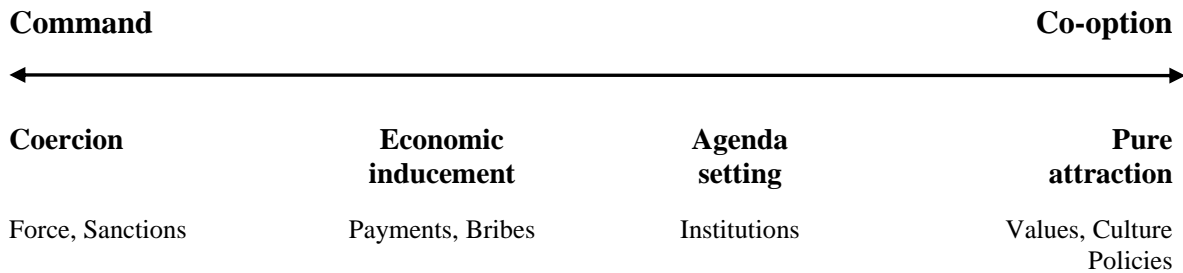 Command Co-option
Coercion Economic Agenda Pure
inducement setting attraction
Force, Sanctions Payments, Bribes Institutions Values, Culture
Policies